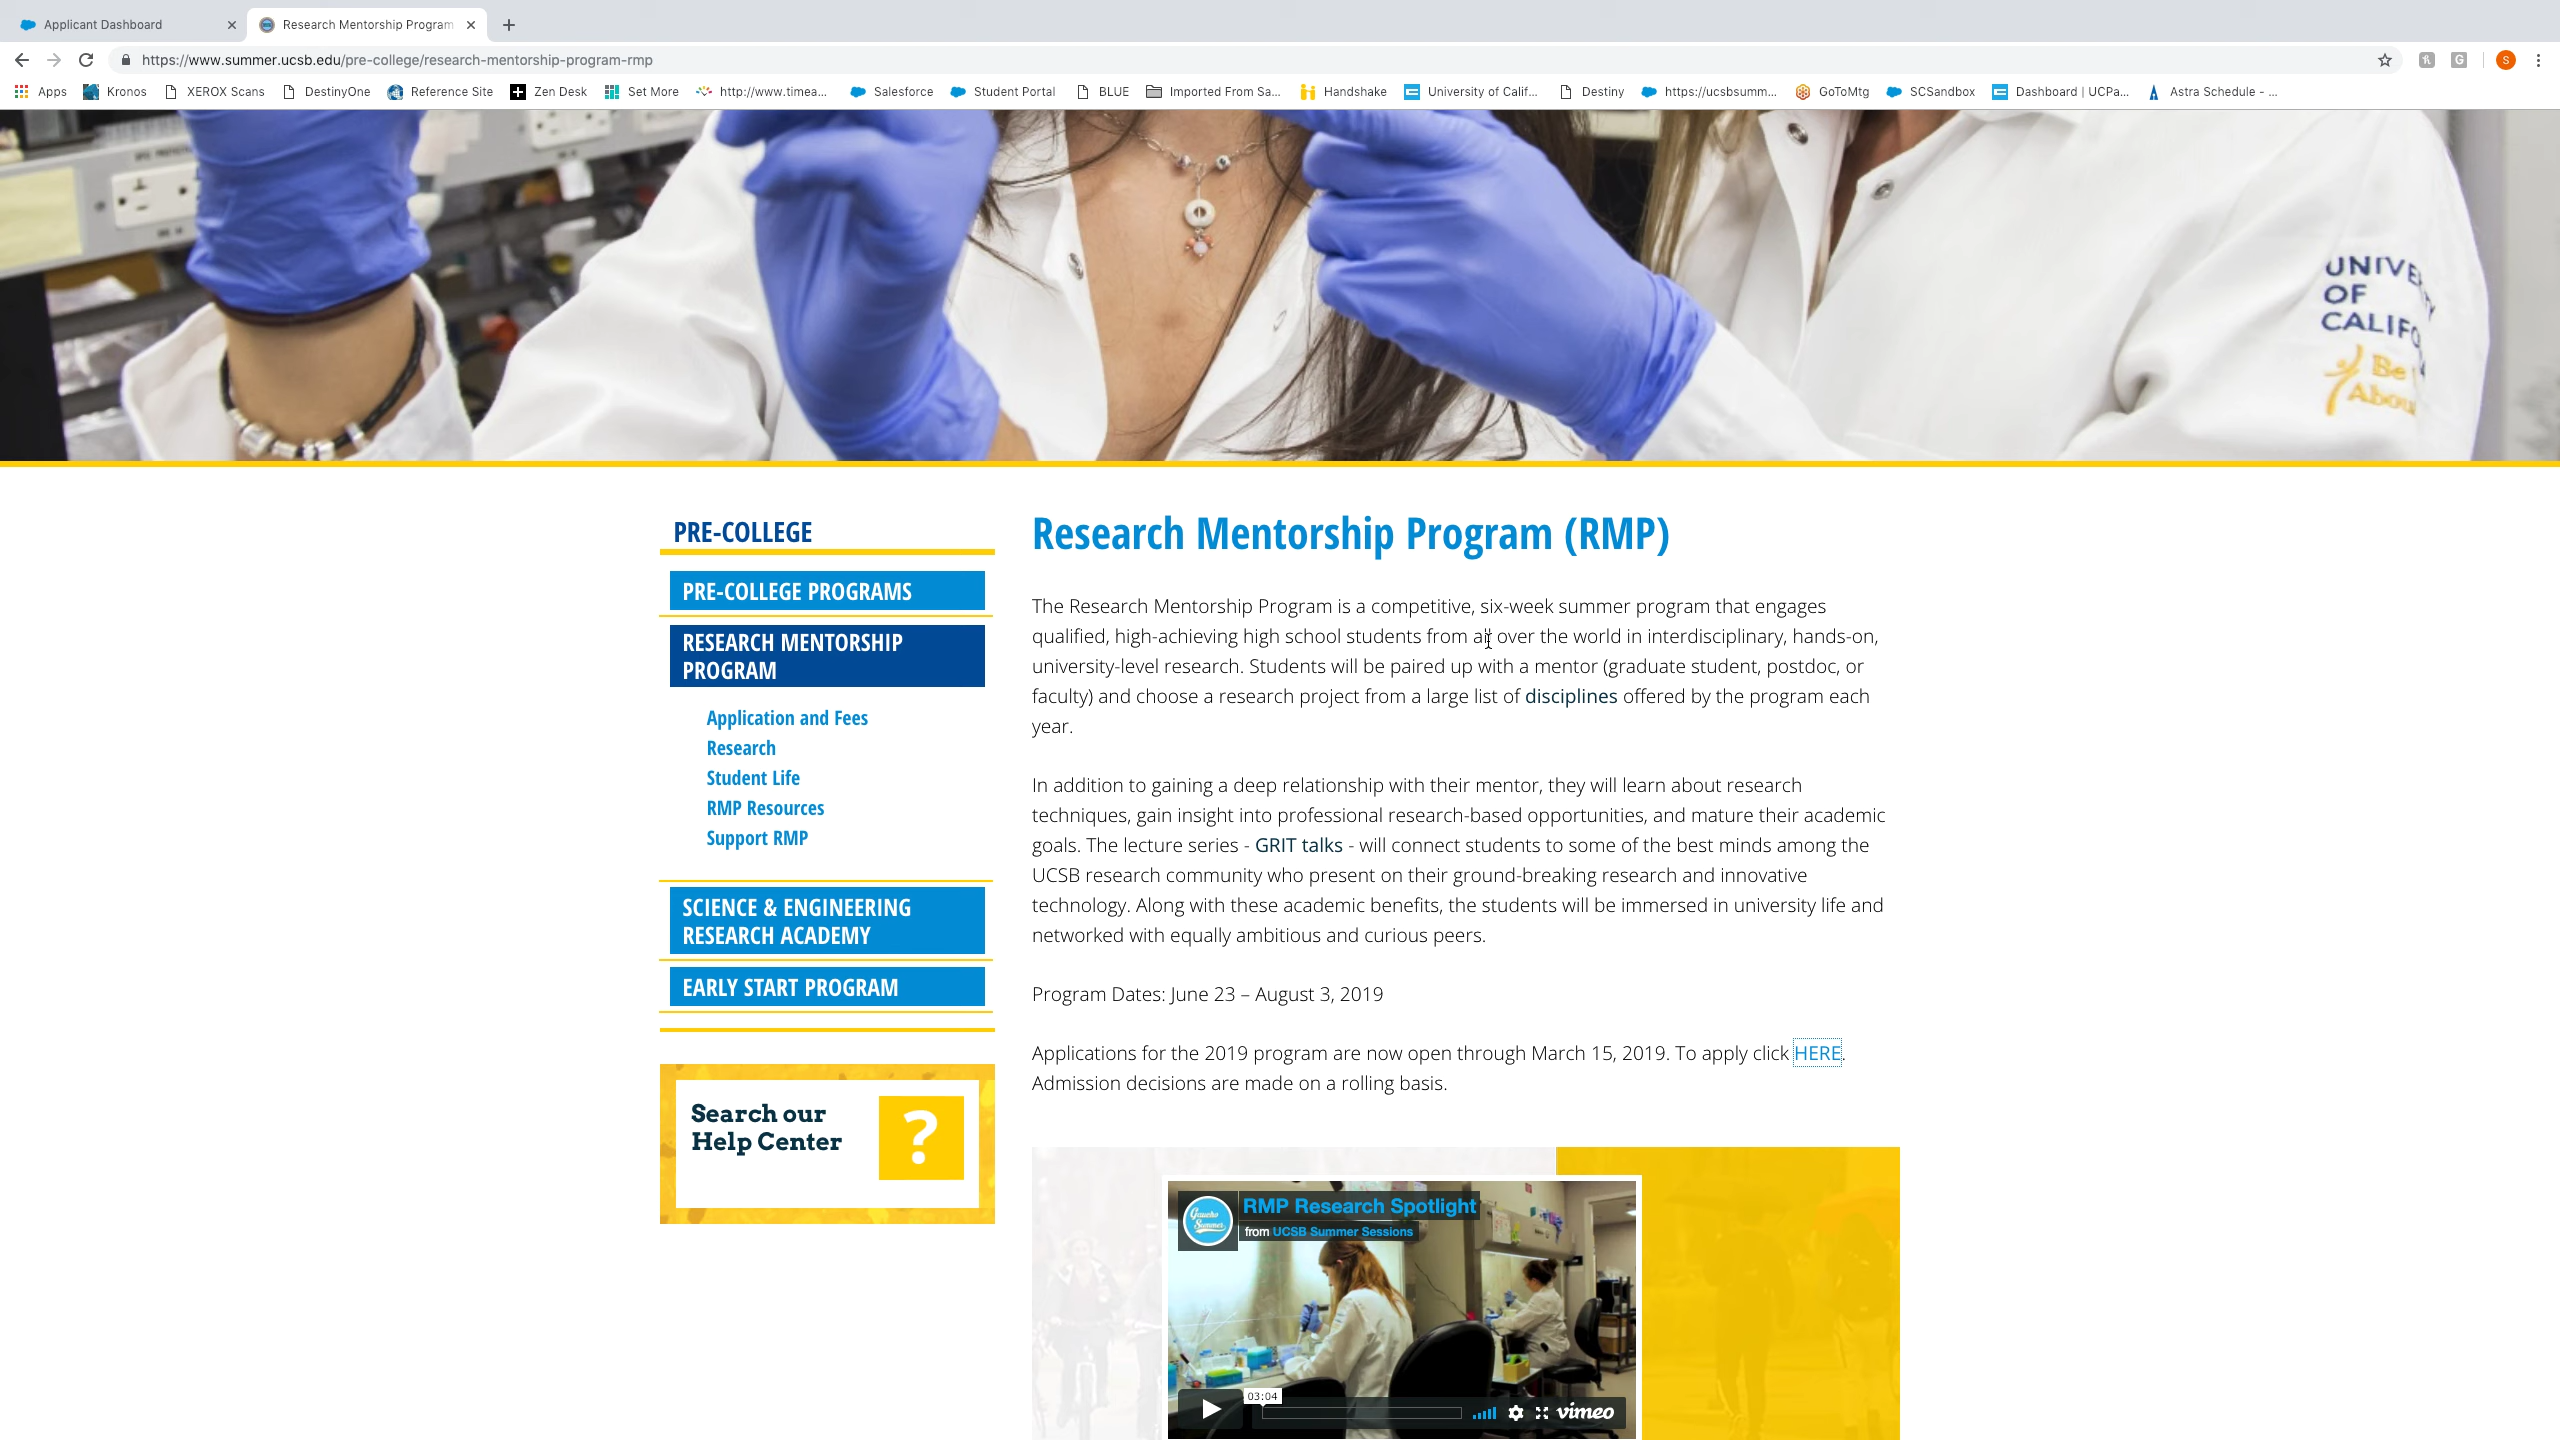 Applicant Dashboard
Research Mentorship Program
https://www.summer.ucsb.edu/pre-college/research-mentorship-program-rmp
S
Apps Kronos XEROX Scans DestinyOne Reference Site Zen Desk Set More http://www.timea... Salesforce Student Portal BLUE Imported From Sa... Handshake University of Calif... Destiny https://ucsbsumm... GoToMtg SCSandbox Dashboard | UCPa... Astra Schedule - ...
UNIVE
OF
CALIFO
Be
Abou
PRE-COLLEGE
PRE-COLLEGE PROGRAMS
RESEARCH MENTORSHIP
PROGRAM
Application and Fees
Research
Student Life
RMP Resources
Support RMP
SCIENCE & ENGINEERING
RESEARCH ACADEMY
EARLY START PROGRAM
Search our
Help Center
?
Research Mentorship Program (RMP)
The Research Mentorship Program is a competitive, six-week summer program that engages
qualified, high-achieving high school students from all over the world in interdisciplinary, hands-on,
university-level research. Students will be paired up with a mentor (graduate student, postdoc, or
faculty) and choose a research project from a large list of disciplines offered by the program each
year.
In addition to gaining a deep relationship with their mentor, they will learn about research
techniques, gain insight into professional research-based opportunities, and mature their academic
goals. The lecture series - GRIT talks - will connect students to some of the best minds among the
UCSB research community who present on their ground-breaking research and innovative
technology. Along with these academic benefits, the students will be immersed in university life and
networked with equally ambitious and curious peers.
Program Dates: June 23 – August 3, 2019
Applications for the 2019 program are now open through March 15, 2019. To apply click HERE.
Admission decisions are made on a rolling basis.
Gaucho
Summer
RMP Research Spotlight
from UCSB Summer Sessions
03:04
vimeo